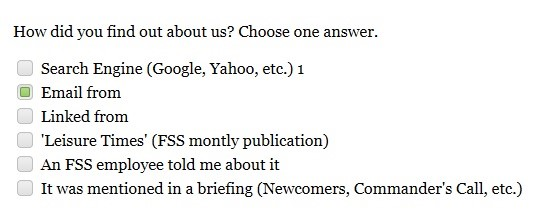 How did you find out about us? Choose one answer.
Search Engine (Google, Yahoo, etc.) 1
Email from
Linked from
'Leisure Times' (FSS montly publication)
An FSS employee told me about it
It was mentioned in a briefing (Newcomers, Commander's Call, etc.)